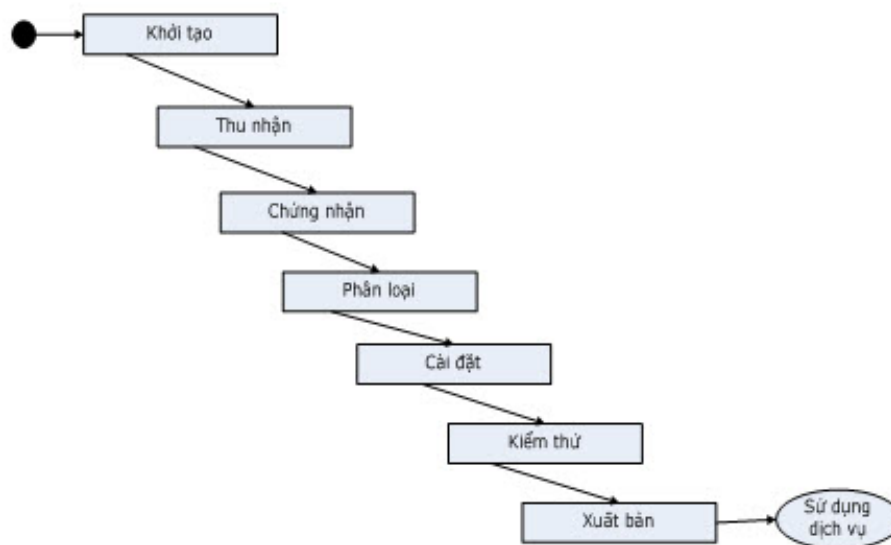 Khởi tạo
Thu nhận
Chứng nhận
Phân loại
Cài đặt
Kiểm thử
Xuất bản
Sử dụng
dịch vụ